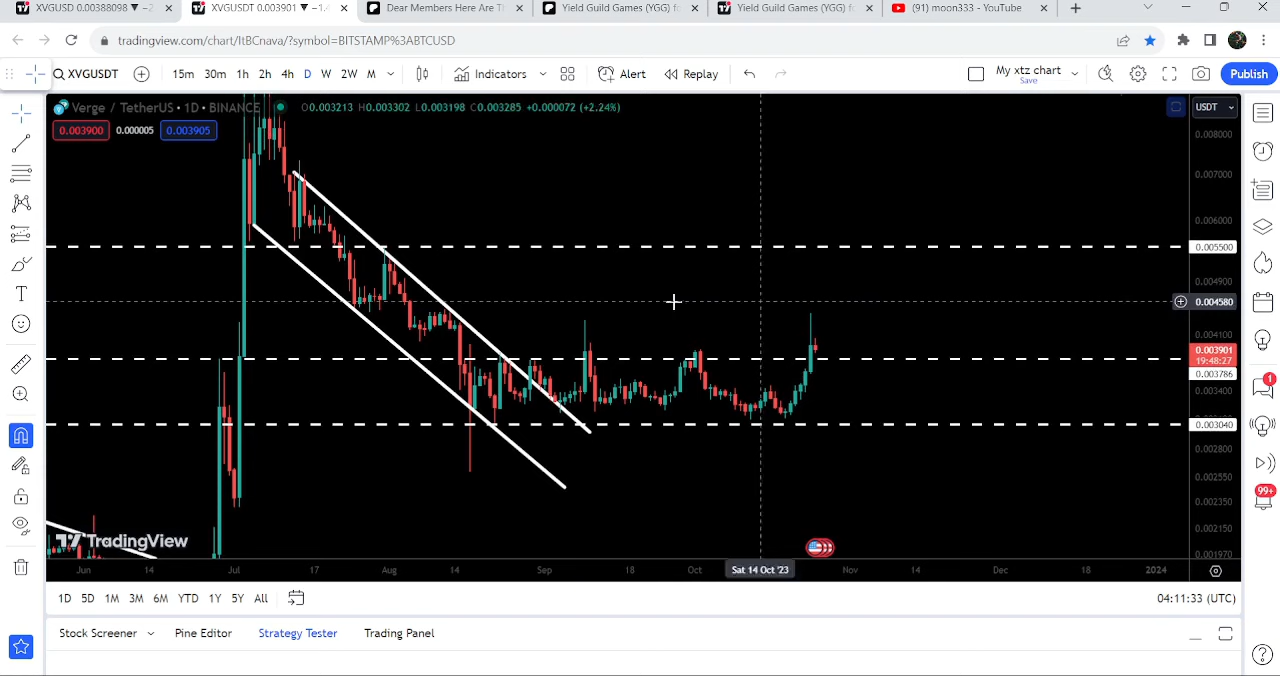 XVGUSD 0.00388098 ▼ −2
XVGUSDT 0.003901 ▼ −1.4
Dear Members Here Are Th
Yield Guild Games (YGG) f
Yield Guild Games (YGG) f
(91) moon333 - YouTube
tradingview.com/chart/ItBCnava/?symbol=BITSTAMP%3ABTCUSD
XVGUSDT 15m 30m 1h 2h 4h D W 2W M Indicators Alert Replay My xtz chart Save Publish
Verge / TetherUS • 1D • BINANCE O0.003213 H0.003302 L0.003198 C0.003285 +0.000072 (+2.24%) USDT
0.003900 0.000005 0.003905
0.008000
0.007000
0.006000
0.005500
0.004900
0.004580
0.004100
0.003901
19:48:27
0.003786
0.003400
0.003040
0.002800
0.002550
0.002350
0.002150
0.001970
1
99+
TradingView
Jun 14 Jul 17 Aug 14 Sep 18 Oct Sat 14 Oct '23 Nov 14 Dec 18 2024
1D 5D 1M 3M 6M YTD 1Y 5Y All 04:11:33 (UTC)
Stock Screener Pine Editor Strategy Tester Trading Panel